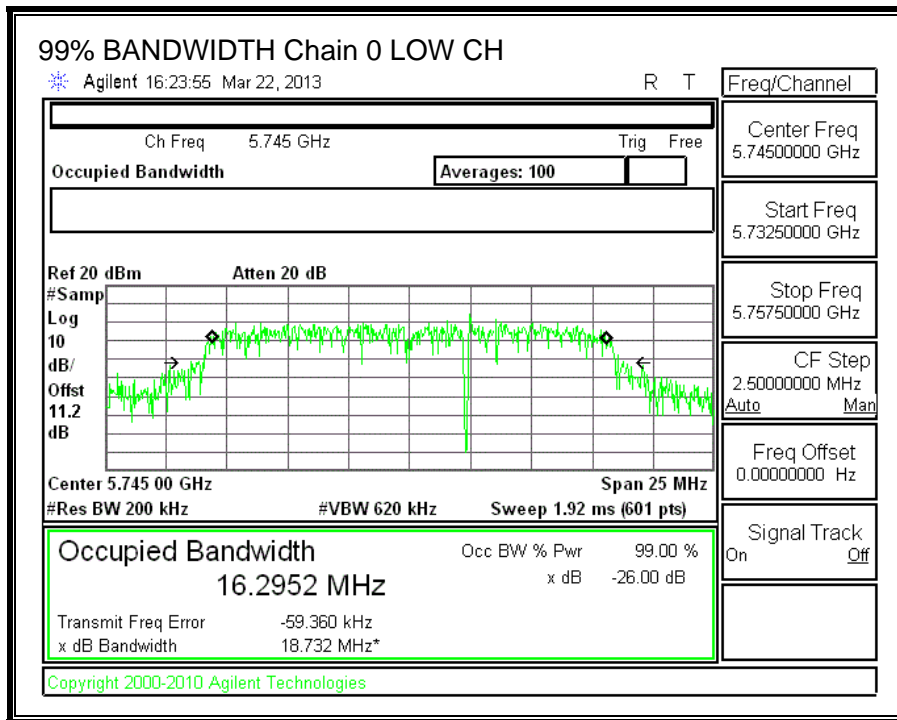 99% BANDWIDTH Chain 0 LOW CH
Agilent 16:23:55 Mar 22, 2013 R T
Freq/Channel
Ch Freq 5.745 GHz Trig Free
Occupied Bandwidth Averages: 100
Center Freq
5.74500000 GHz
Start Freq
5.73250000 GHz
Stop Freq
5.75750000 GHz
CF Step
2.50000000 MHz
Auto Man
Freq Offset
0.00000000 Hz
Signal Track
On Off
Ref 20 dBm Atten 20 dB
#Samp
Log
10
dB/
Offst
11.2
dB
Center 5.745 00 GHz Span 25 MHz
#Res BW 200 kHz #VBW 620 kHz Sweep 1.92 ms (601 pts)
Occupied Bandwidth Occ BW % Pwr 99.00 %
16.2952 MHz x dB -26.00 dB
Transmit Freq Error -59.360 kHz
x dB Bandwidth 18.732 MHz*
Copyright 2000-2010 Agilent Technologies